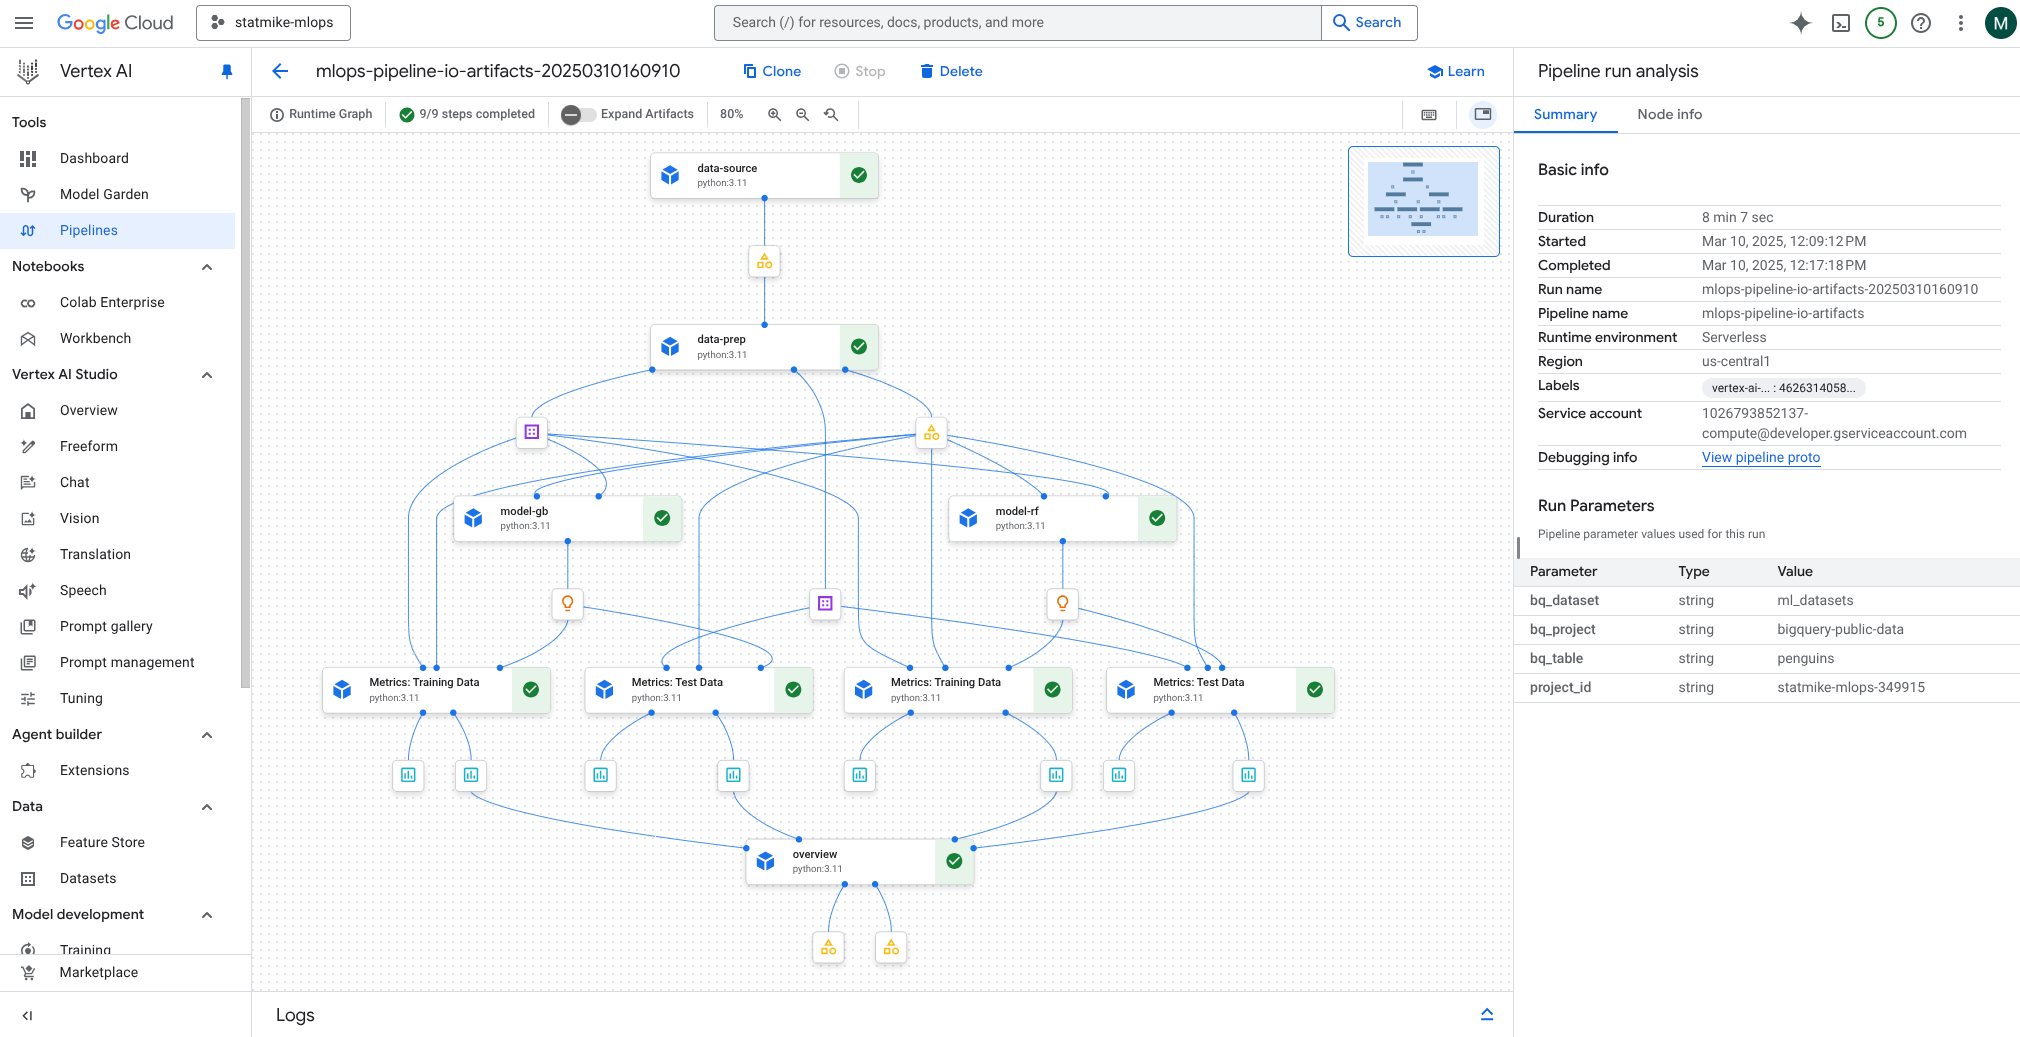 Google Cloud
statmike-mlops
Search (/) for resources, docs, products, and more
Search
5
M
Vertex AI
Tools
Dashboard
Model Garden
Pipelines
Notebooks
Colab Enterprise
Workbench
Vertex AI Studio
Overview
Freeform
Chat
Vision
Translation
Speech
Prompt gallery
Prompt management
Tuning
Agent builder
Extensions
Data
Feature Store
Datasets
Model development
Training
Marketplace
mlops-pipeline-io-artifacts-20250310160910
Clone
Stop
Delete
Learn
Runtime Graph
9/9 steps completed
Expand Artifacts
80%
data-source
python:3.11
data-prep
python:3.11
model-gb
python:3.11
model-rf
python:3.11
Metrics: Training Data
python:3.11
Metrics: Test Data
python:3.11
Metrics: Training Data
python:3.11
Metrics: Test Data
python:3.11
overview
python:3.11
Logs
Pipeline run analysis
Summary
Node info
Basic info
Duration 8 min 7 sec
Started Mar 10, 2025, 12:09:12 PM
Completed Mar 10, 2025, 12:17:18 PM
Run name mlops-pipeline-io-artifacts-20250310160910
Pipeline name mlops-pipeline-io-artifacts
Runtime environment Serverless
Region us-central1
Labels vertex-ai-... : 4626314058...
Service account 1026793852137-
compute@developer.gserviceaccount.com
Debugging info View pipeline proto
Run Parameters
Pipeline parameter values used for this run
Parameter Type Value
bq_dataset string ml_datasets
bq_project string bigquery-public-data
bq_table string penguins
project_id string statmike-mlops-349915